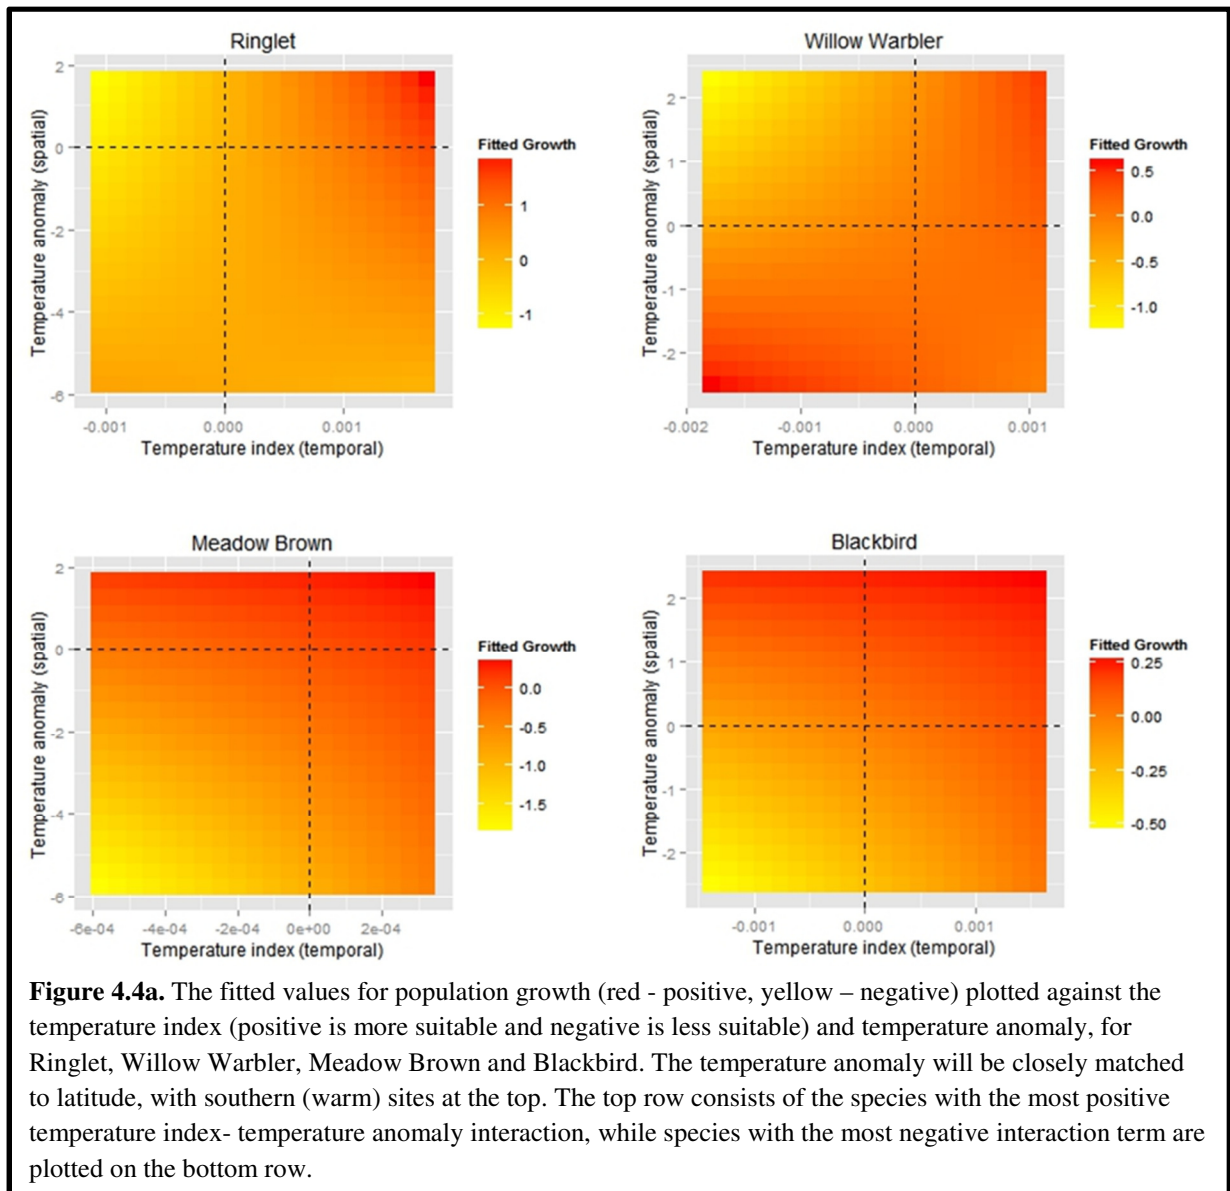 Ringlet
Temperature anomaly (spatial)
2
0
-2
-4
-6
-0.001
0.000
0.001
Temperature index (temporal)
Fitted Growth
1
0
-1
Willow Warbler
Temperature anomaly (spatial)
2
1
0
-1
-2
-0.002
-0.001
0.000
0.001
Temperature index (temporal)
Fitted Growth
0.5
0.0
-0.5
-1.0
Meadow Brown
Temperature anomaly (spatial)
2
0
-2
-4
-6
-6e-04
-4e-04
-2e-04
0e+00
2e-04
Temperature index (temporal)
Fitted Growth
0.0
-0.5
-1.0
-1.5
Blackbird
Temperature anomaly (spatial)
2
1
0
-1
-2
-0.001
0.000
0.001
Temperature index (temporal)
Fitted Growth
0.25
0.00
-0.25
-0.50
Figure 4.4a. The fitted values for population growth (red - positive, yellow – negative) plotted against the
temperature index (positive is more suitable and negative is less suitable) and temperature anomaly, for
Ringlet, Willow Warbler, Meadow Brown and Blackbird. The temperature anomaly will be closely matched
to latitude, with southern (warm) sites at the top. The top row consists of the species with the most positive
temperature index- temperature anomaly interaction, while species with the most negative interaction term are
plotted on the bottom row.